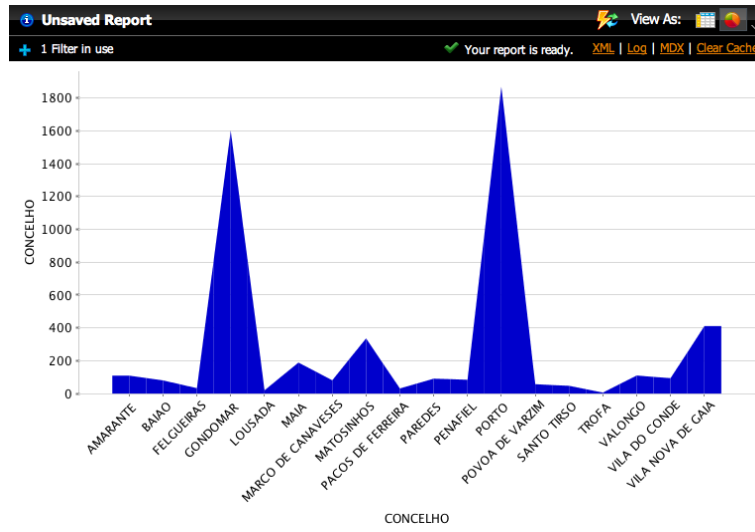 Unsaved Report View As:
1 Filter in use Your report is ready. XML | Log | MDX | Clear Cache
1800
1600
1400
1200
1000
800
600
400
200
0
CONCELHO
AMARANTE
BAIAO
FELGUEIRAS
GONDOMAR
LOUSADA
MAIA
MARCO DE CANAVESES
MATOSINHOS
PACOS DE FERREIRA
PAREDES
PENAFIEL
PORTO
POVOA DE VARZIM
SANTO TIRSO
TROFA
VALONGO
VILA DO CONDE
VILA NOVA DE GAIA
CONCELHO